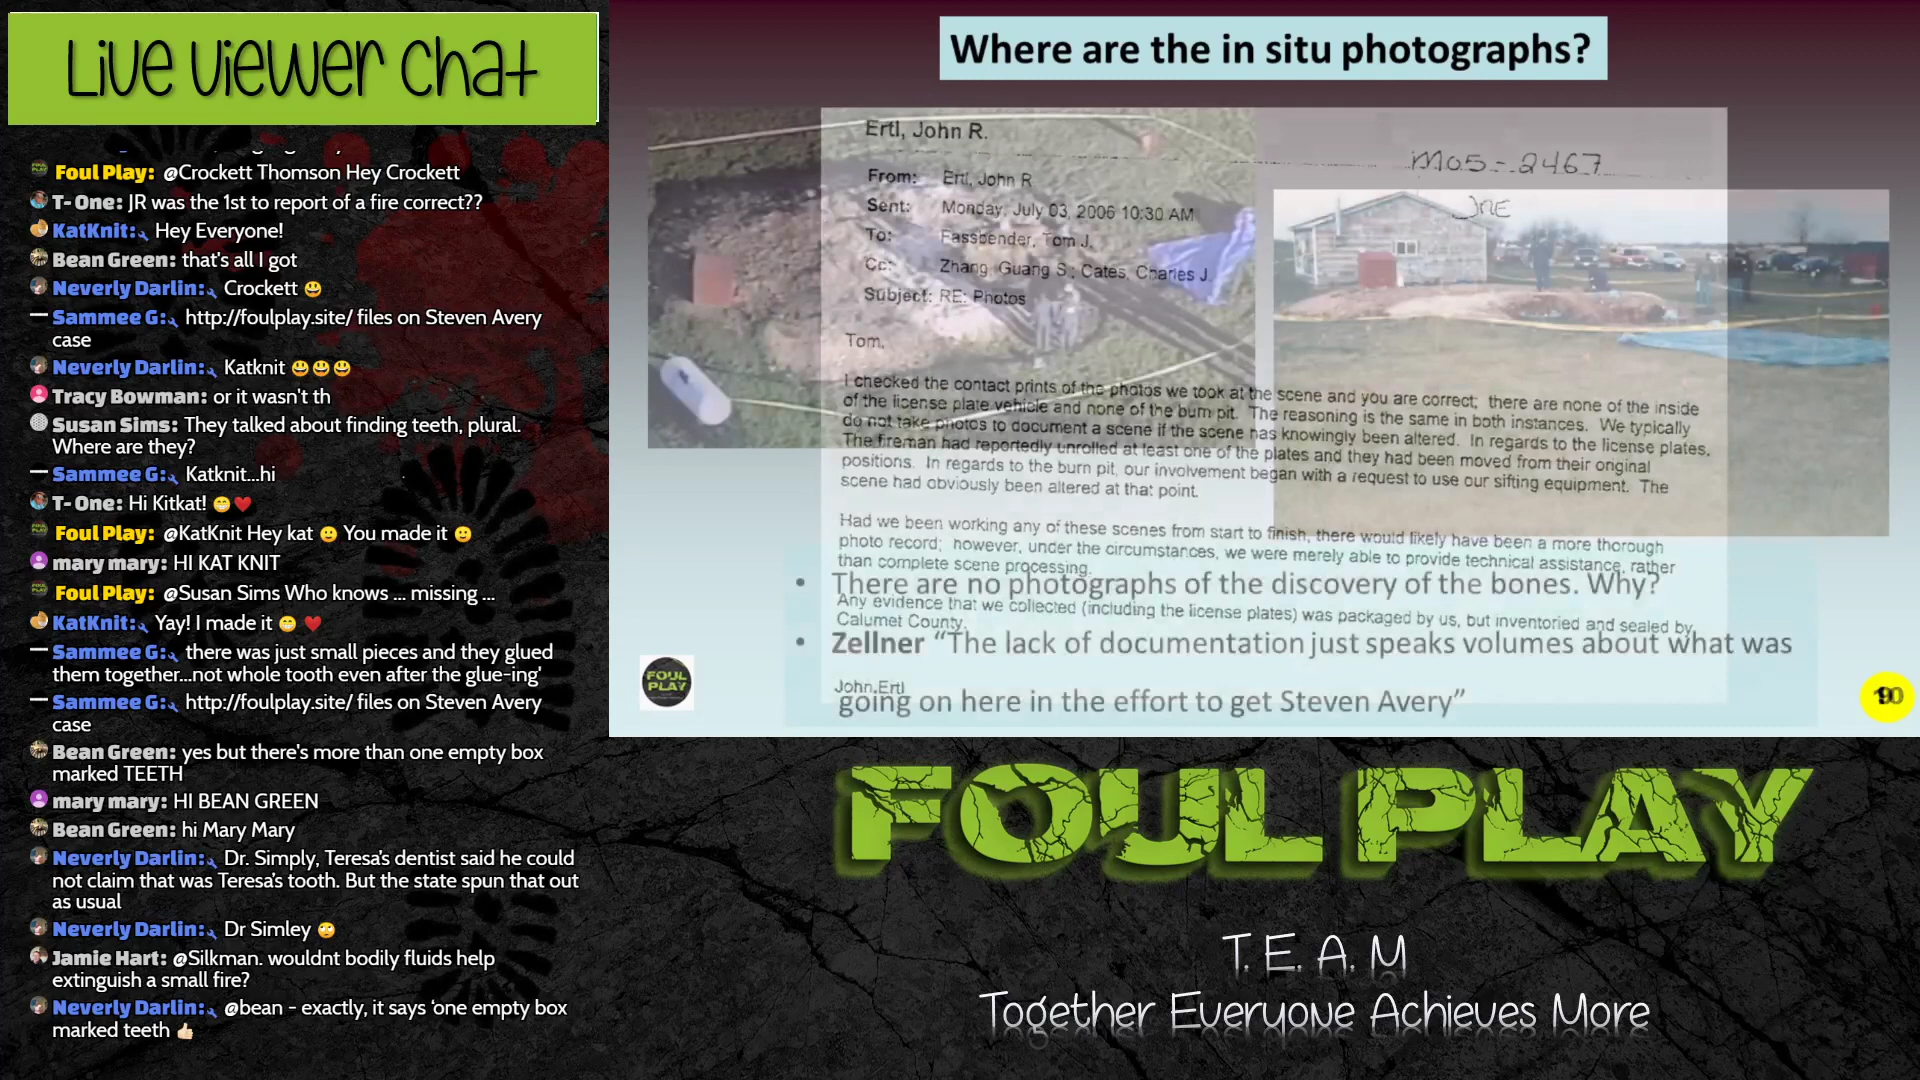 Live viewer chat
Foul Play: @Crockett Thomson Hey Crockett
T- One: JR was the 1st to report of a fire correct??
KatKnit: Hey Everyone!
Bean Green: that's all I got
Neverly Darlin: Crockett 😃
Sammee G: http://foulplay.site/ files on Steven Avery
case
Neverly Darlin: Katknit 😃😃😃
Tracy Bowman: or it wasn't th
Susan Sims: They talked about finding teeth, plural.
Where are they?
Sammee G: Katknit...hi
T- One: Hi Kitkat! 😁❤️
Foul Play: @KatKnit Hey kat 🙂 You made it 🙂
mary mary: HI KAT KNIT
Foul Play: @Susan Sims Who knows ... missing ...
KatKnit: Yay! I made it 😁 ❤️
Sammee G: there was just small pieces and they glued
them together...not whole tooth even after the glue-ing'
Sammee G: http://foulplay.site/ files on Steven Avery
case
Bean Green: yes but there's more than one empty box
marked TEETH
mary mary: HI BEAN GREEN
Bean Green: hi Mary Mary
Neverly Darlin: Dr. Simply, Teresa's dentist said he could
not claim that was Teresa's tooth. But the state spun that out
as usual
Neverly Darlin: Dr Simley 🙄
Jamie Hart: @Silkman. wouldnt bodily fluids help
extinguish a small fire?
Neverly Darlin: @bean - exactly, it says 'one empty box
marked teeth 👍🏻
Where are the in situ photographs?
Ertl, John R.
M05-2467
From: Ertl, John R
Sent: Monday, July 03, 2006 10:30 AM
To: Fassbender, Tom J.
Cc: Zhang, Guang S.; Cates, Charles J
Subject: RE: Photos
Tom,
I checked the contact prints of the photos we took at the scene and you are correct; there are none of the inside
of the license plate vehicle and none of the burn pit. The reasoning is the same in both instances. We typically
do not take photos to document a scene if the scene has knowingly been altered. In regards to the license plates,
The fireman had reportedly unrolled at least one of the plates and they had been moved from their original
positions. In regards to the burn pit, our involvement began with a request to use our sifting equipment. The
scene had obviously been altered at that point.
Had we been working any of these scenes from start to finish, there would likely have been a more thorough
photo record; however, under the circumstances, we were merely able to provide technical assistance, rather
than complete scene processing.
• There are no photographs of the discovery of the bones. Why?
Any evidence that we collected (including the license plates) was packaged by us, but inventoried and sealed by
Calumet County.
• Zellner “The lack of documentation just speaks volumes about what was
John Ertl
going on here in the effort to get Steven Avery”
FOUL
PLAY
FOUL PLAY
T. E. A. M
Together Everyone Achieves More